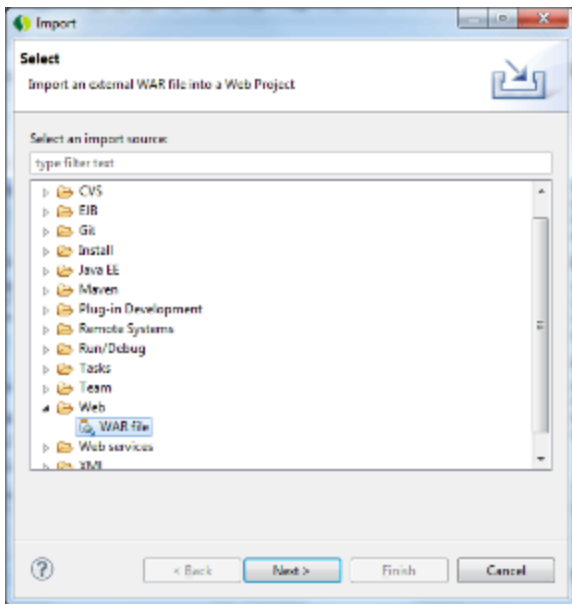 Import
Select
Import an external WAR file into a Web Project
Select an import source:
type filter text
CVS
EJB
Git
Install
Java EE
Maven
Plug-in Development
Remote Systems
Run/Debug
Tasks
Team
Web
WAR file
Web services
XML
?
< Back Next > Finish Cancel